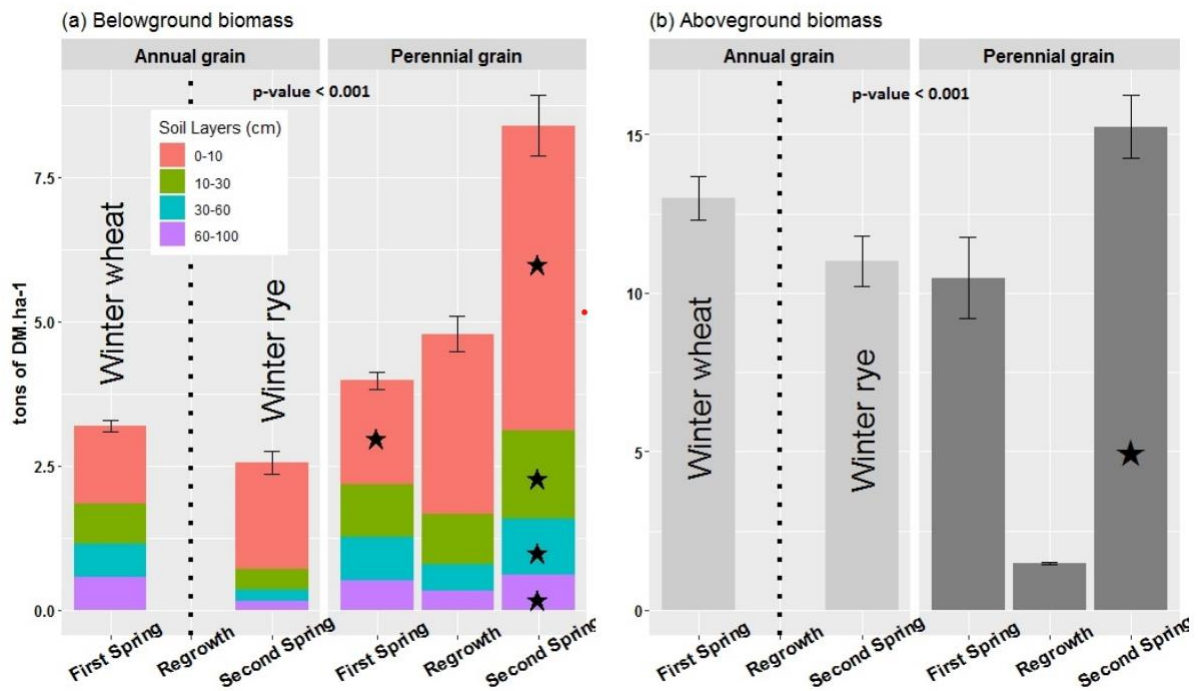 (a) Belowground biomass
Annual grain
Perennial grain
p-value < 0.001
Soil Layers (cm)
0-10
10-30
30-60
60-100
Winter wheat
Winter rye
tons of DM.ha-1
7.5
5.0
2.5
0.0
First Spring
Regrowth
Second Spring
First Spring
Regrowth
Second Spring
(b) Aboveground biomass
Annual grain
Perennial grain
p-value < 0.001
Winter wheat
Winter rye
15
10
5
0
First Spring
Regrowth
Second Spring
First Spring
Regrowth
Second Spring